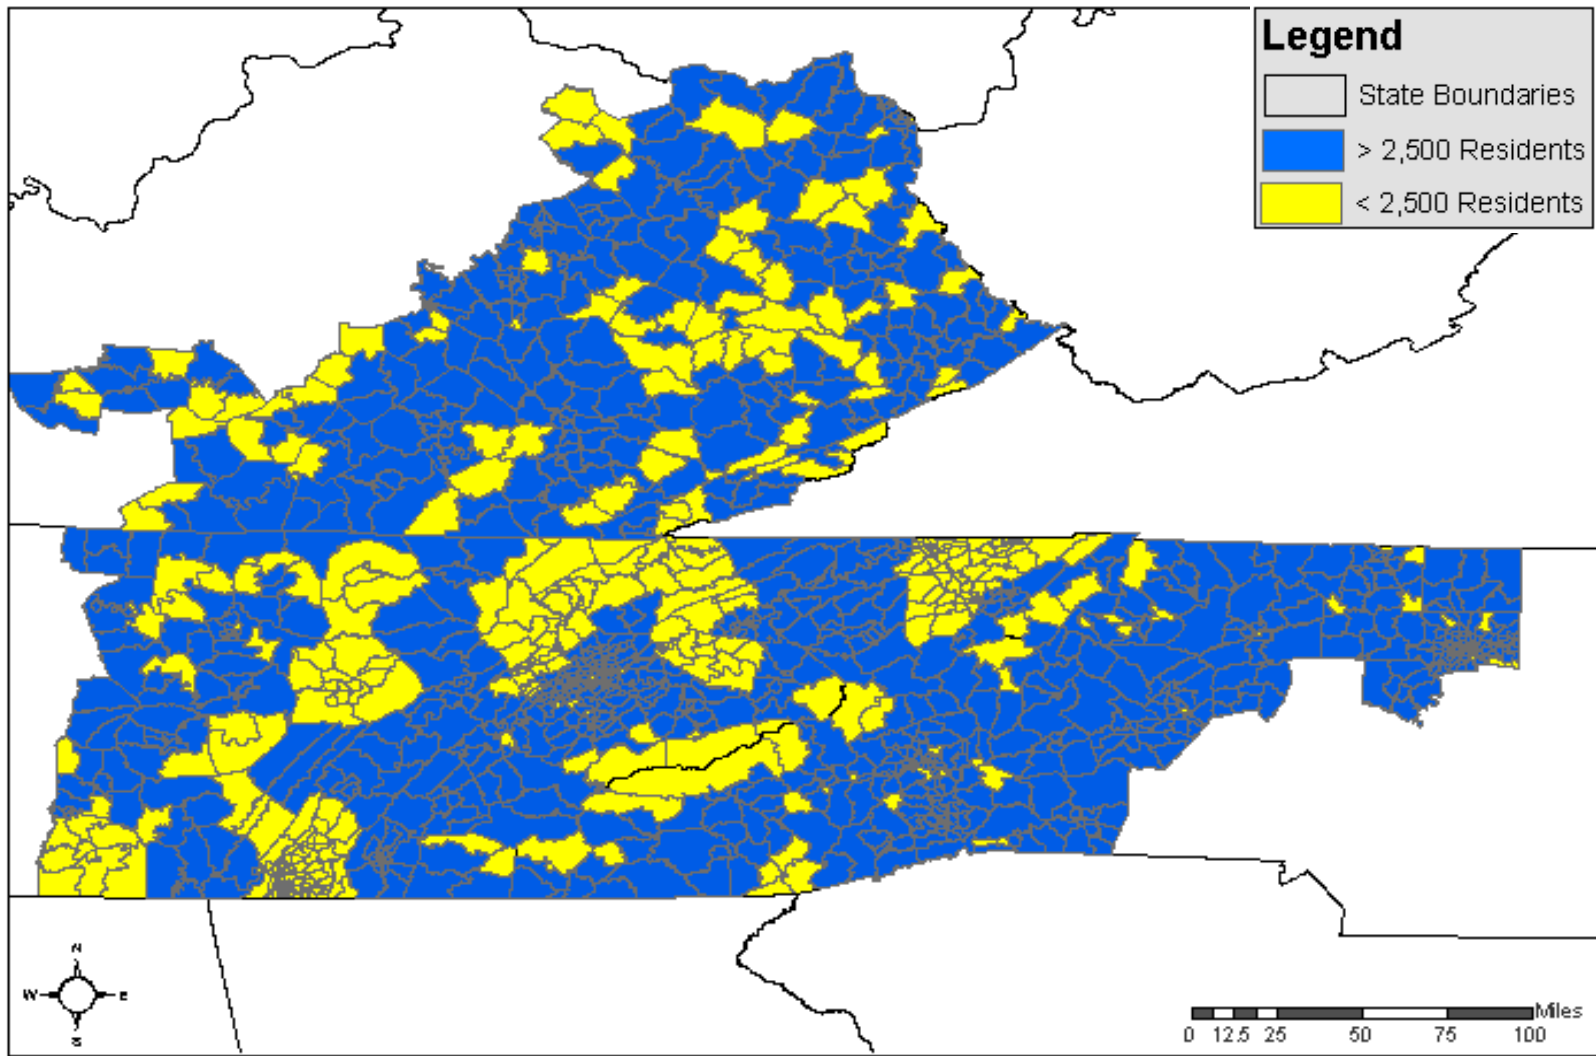 Legend
State Boundaries
> 2,500 Residents
< 2,500 Residents
N
W E
S
Miles
0 12.5 25 50 75 100